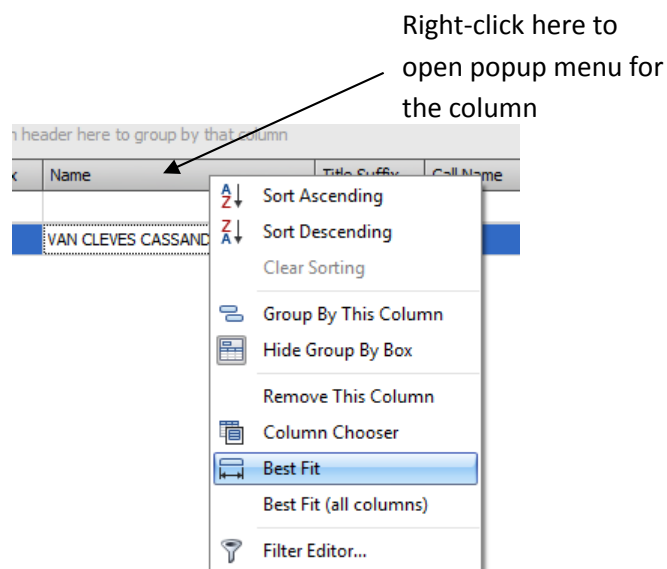 Right-click here to
open popup menu for
the column
header here to group by that column
Name Title Suffix Call Name
Sort Ascending
VAN CLEVES CASSAND Sort Descending
Clear Sorting
Group By This Column
Hide Group By Box
Remove This Column
Column Chooser
Best Fit
Best Fit (all columns)
Filter Editor...